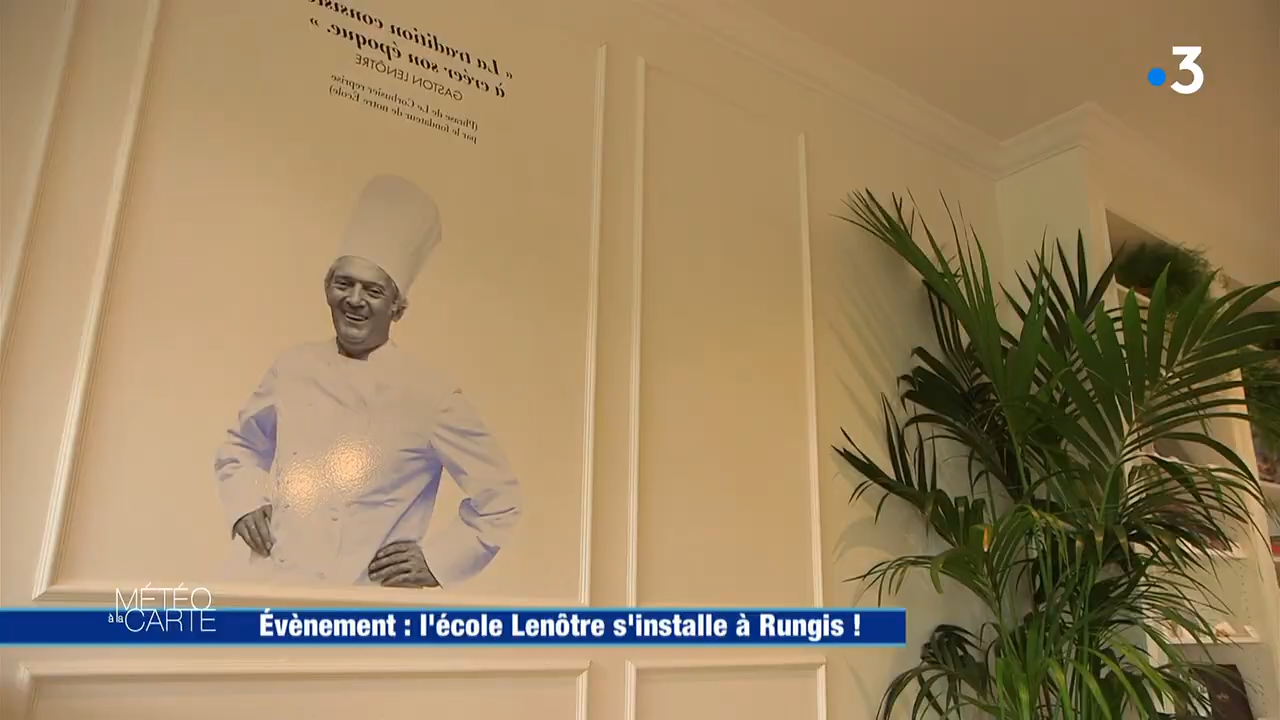 « La tradition consiste
à créer son époque. »
GASTON LENÔTRE
(Phrase de Le Corbusier reprise
par le fondateur de notre École)
3
MÉTÉO
à la CARTE
Évènement : l'école Lenôtre s'installe à Rungis !